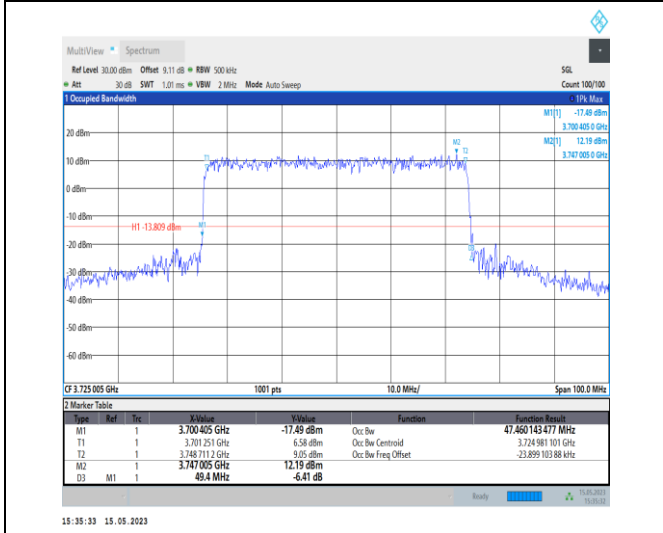 MultiView Spectrum
Ref Level 30.00 dBm Offset 9.11 dB RBW 500 kHz SGL
Att 30 dB SWT 1.01 ms VBW 2 MHz Mode Auto Sweep Count 100/100
1 Occupied Bandwidth 1Pk Max
M1[1] -17.49 dBm
3.700 405 0 GHz
M2[1] 12.19 dBm
3.747 005 0 GHz
20 dBm
M2
T1 T2
10 dBm
0 dBm
-10 dBm
H1 -13.809 dBm M1
-20 dBm
D3
-30 dBm
-40 dBm
-50 dBm
-60 dBm
CF 3.725 005 GHz 1001 pts 10.0 MHz/ Span 100.0 MHz
2 Marker Table
Type Ref Trc X-Value Y-Value Function Function Result
M1 1 3.700 405 GHz -17.49 dBm Occ Bw 47.460 143 477 MHz
T1 1 3.701 251 GHz 6.58 dBm Occ Bw Centroid 3.724 981 101 GHz
T2 1 3.748 711 2 GHz 9.05 dBm Occ Bw Freq Offset -23.899 103 88 kHz
M2 1 3.747 005 GHz 12.19 dBm
D3 M1 1 49.4 MHz -6.41 dB
Ready 15.05.2023
15:35:32
15:35:33 15.05.2023